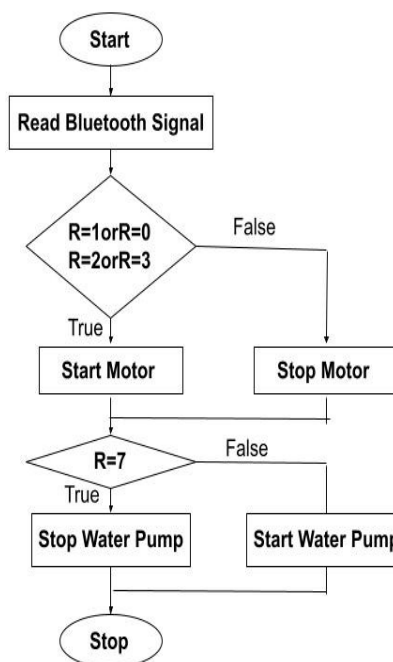 Start
Read Bluetooth Signal
R=1orR=0
R=2orR=3
False
True
Start Motor
Stop Motor
R=7
False
True
Stop Water Pump
Start Water Pump
Stop